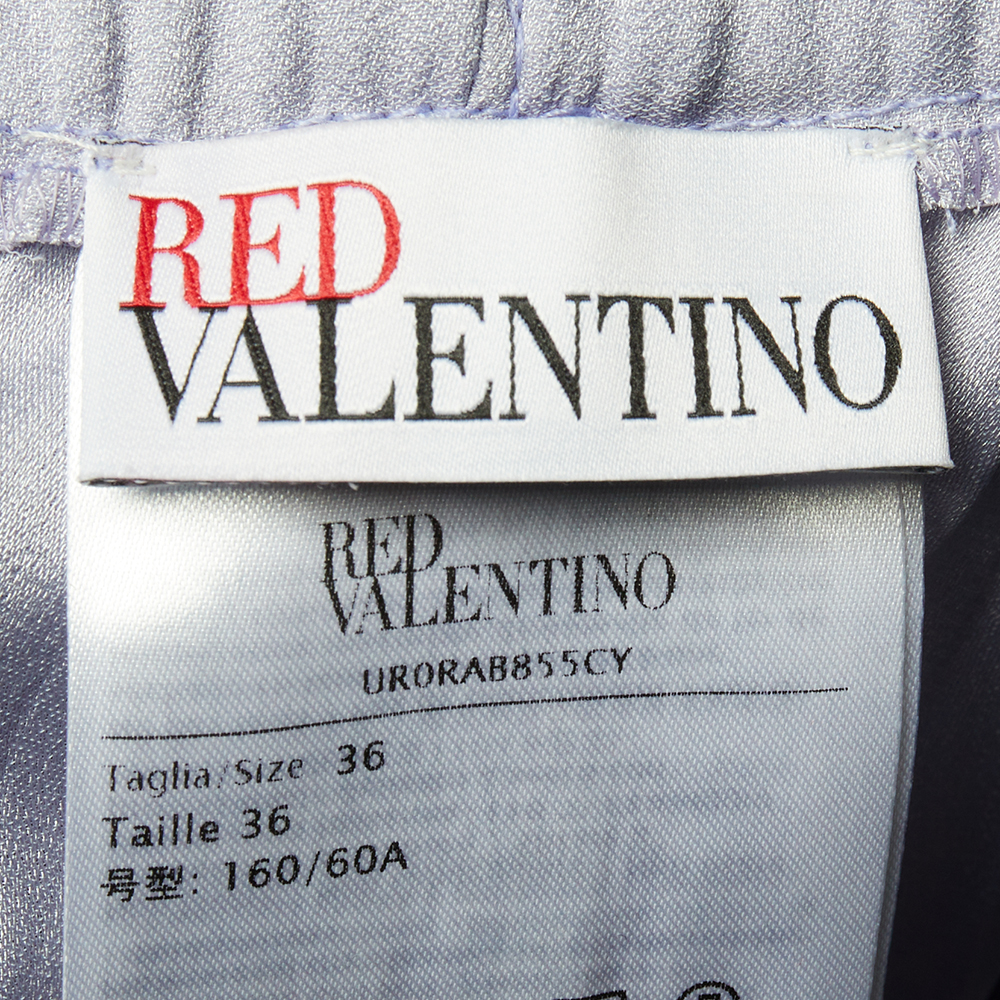 RED
VALENTINO
RED
VALENTINO
UR0RAB855CY
Taglia/Size 36
Taille 36
号型: 160/60A